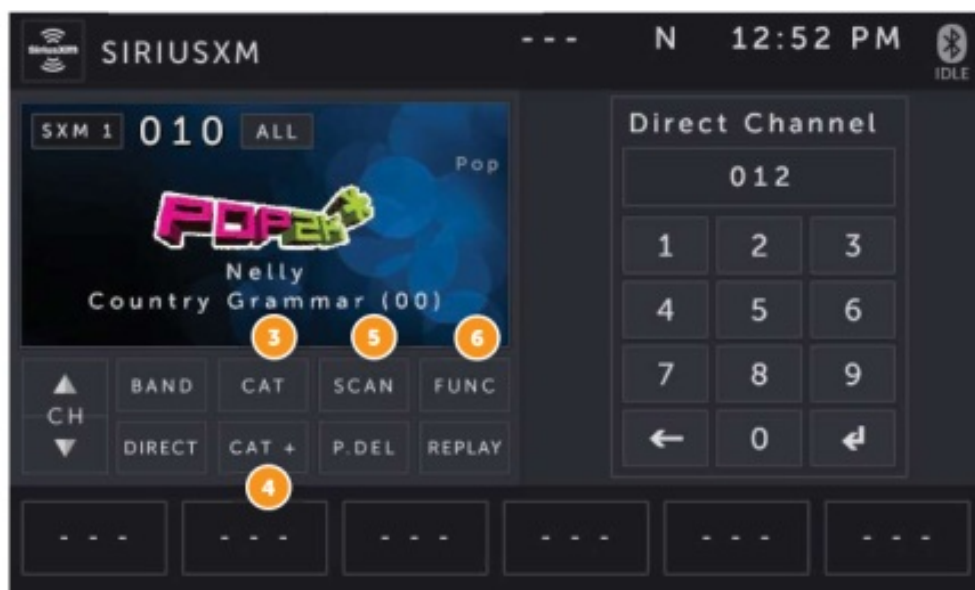 SiriusXM
SIRIUSXM
- - -
N
12:52 PM
IDLE
SXM 1
010
ALL
Pop
POP2K
Nelly
Country Grammar (00)
3
5
6
CH
BAND
CAT
SCAN
FUNC
DIRECT
CAT +
P.DEL
REPLAY
4
Direct Channel
012
1 2 3
4 5 6
7 8 9
← 0 ↲
- - - - - - - - - - - - - - - - - -